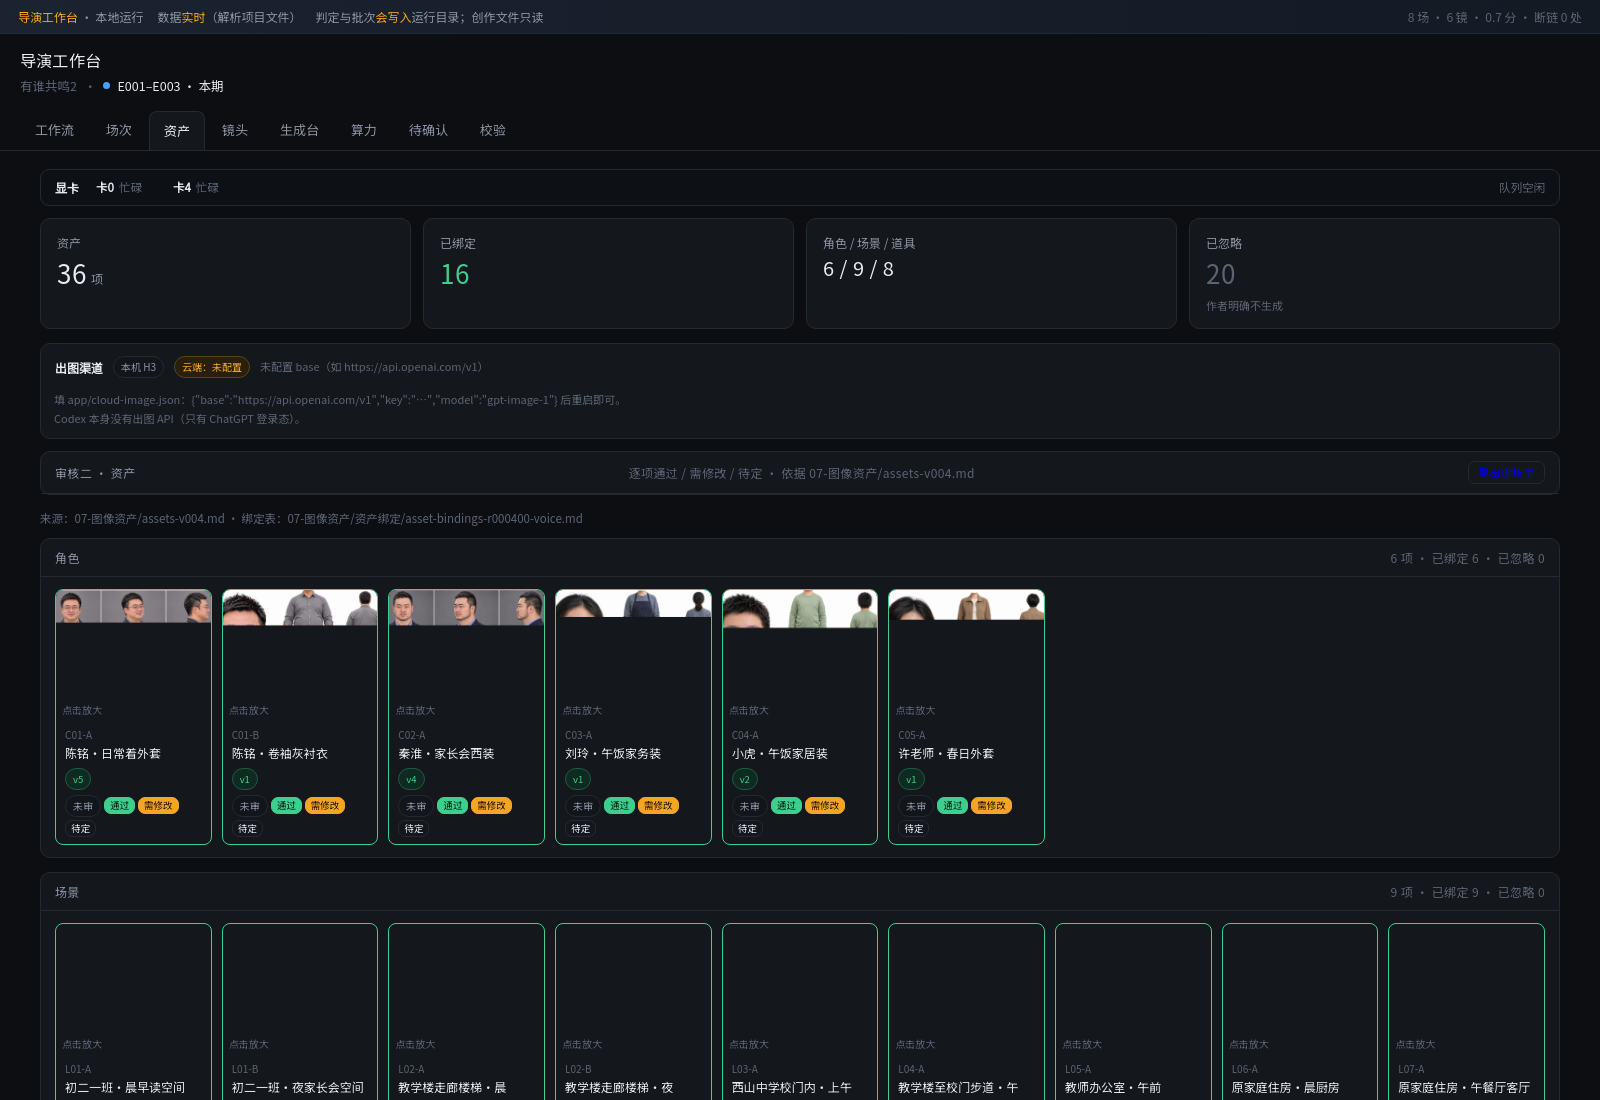 导演工作台 · 本地运行 数据实时（解析项目文件） 判定与批次会写入运行目录；创作文件只读 8 场 · 6 镜 · 0.7 分 · 断链 0 处
导演工作台
有谁共鸣2 · E001–E003 · 本期
工作流 场次 资产 镜头 生成台 算力 待确认 校验
显卡 卡0 忙碌 卡4 忙碌 队列空闲
资产 已绑定 角色 / 场景 / 道具 已忽略
36 项 16 6 / 9 / 8 20
作者明确不生成
出图渠道 本机 H3 云端：未配置 未配置 base（如 https://api.openai.com/v1）
填 app/cloud-image.json：{"base":"https://api.openai.com/v1","key":"…","model":"gpt-image-1"} 后重启即可。
Codex 本身没有出图 API（只有 ChatGPT 登录态）。
审核二 · 资产 逐项通过 / 需修改 / 待定 · 依据 07-图像资产/assets-v004.md
来源：07-图像资产/assets-v004.md · 绑定表：07-图像资产/资产绑定/asset-bindings-r000400-voice.md
角色 6 项 · 已绑定 6 · 已忽略 0
点击放大 点击放大 点击放大 点击放大 点击放大 点击放大
C01-A C01-B C02-A C03-A C04-A C05-A
陈铭·日常着外套 陈铭·卷袖灰衬衣 秦淮·家长会西装 刘玲·午饭家务装 小虎·午饭家居装 许老师·春日外套
v5 v1 v4 v1 v2 v1
未审 通过 需修改 未审 通过 需修改 未审 通过 需修改 未审 通过 需修改 未审 通过 需修改 未审 通过 需修改
待定 待定 待定 待定 待定 待定
场景 9 项 · 已绑定 9 · 已忽略 0
点击放大 点击放大 点击放大 点击放大 点击放大 点击放大 点击放大 点击放大 点击放大
L01-A L01-B L02-A L02-B L03-A L04-A L05-A L06-A L07-A
初二一班·晨早读空间 初二一班·夜家长会空间 教学楼走廊楼梯·晨 教学楼走廊楼梯·夜 西山中学校门内·上午 教学楼至校门步道·午 教师办公室·午前 原家庭住房·晨厨房 原家庭住房·午餐厅客厅